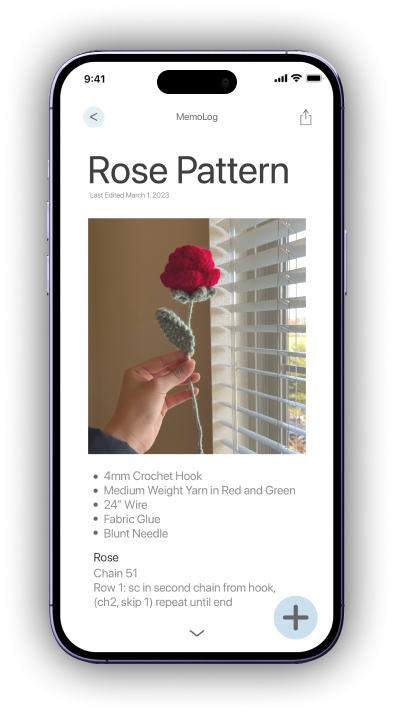 9:41
<
MemoLog
Rose Pattern
Last Edited March 1, 2023
• 4mm Crochet Hook
• Medium Weight Yarn in Red and Green
• 24" Wire
• Fabric Glue
• Blunt Needle
Rose
Chain 51
Row 1: sc in second chain from hook,
(ch2, skip 1) repeat until end
+